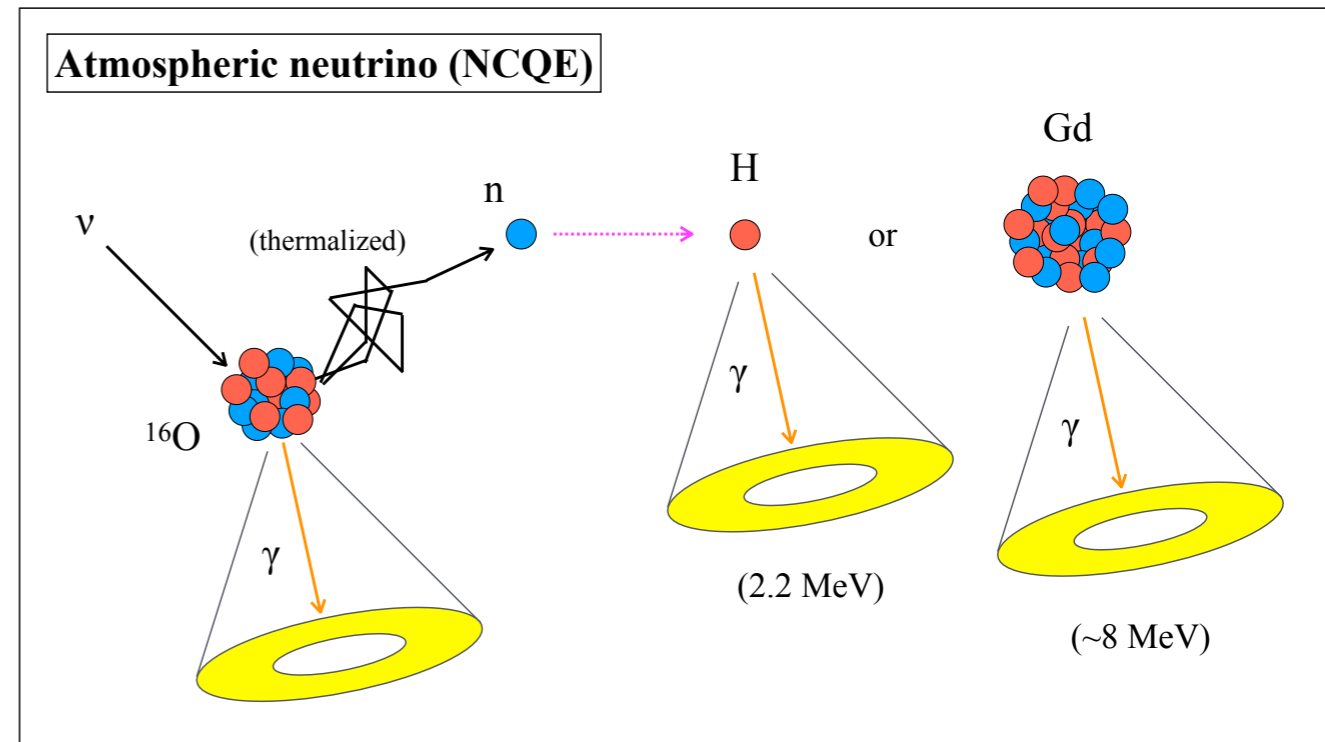 Atmospheric neutrino (NCQE)
Gd
H
n
ν
(thermalized)
or
¹⁶O
γ
γ
γ
(2.2 MeV)
(~8 MeV)